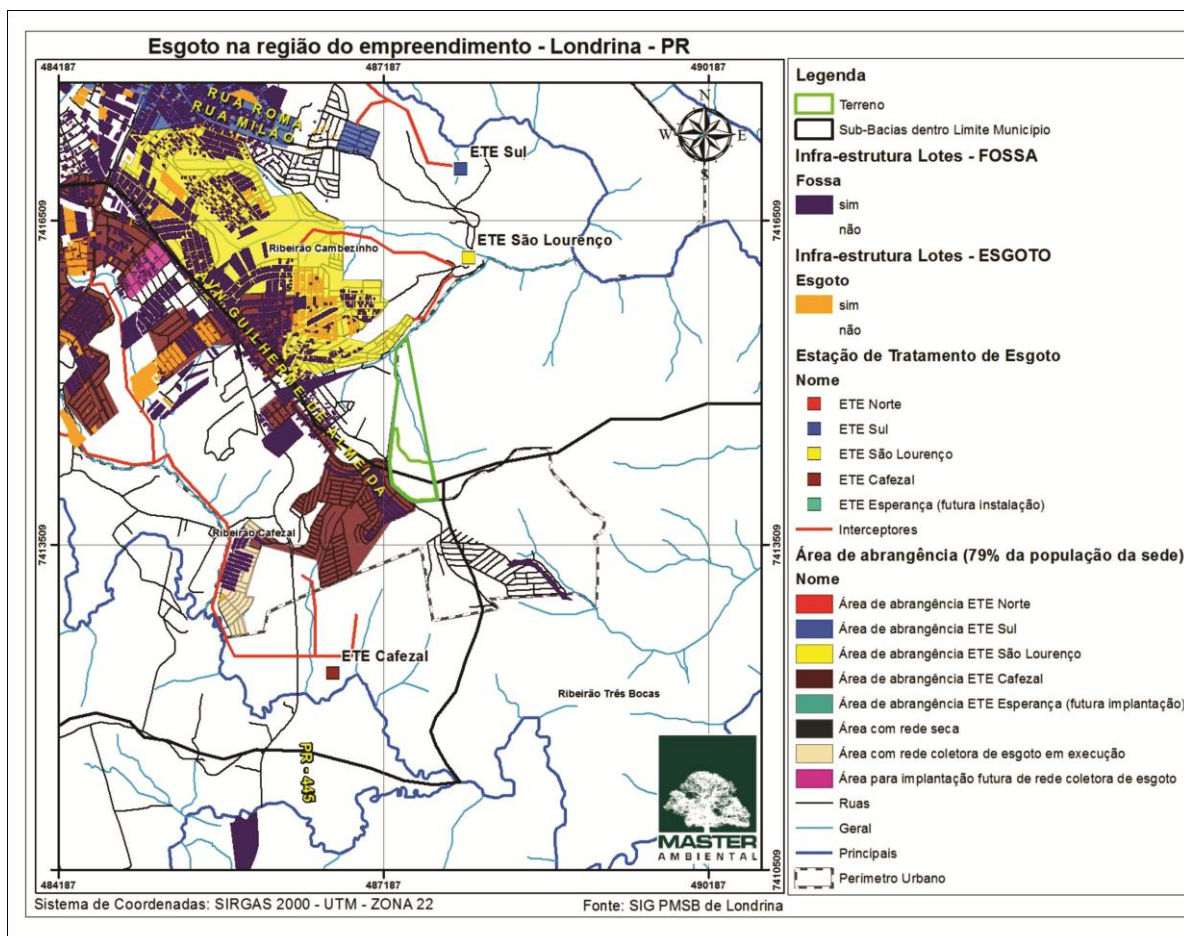 Esgoto na região do empreendimento - Londrina - PR
484187
487187
490187
7416509
7416509
7413509
7413509
7410509
RUA ROMA
RUA MILÃO
ETE Sul
N
W
E
S
Ribeirão Cambezinho
ETE São Lourenço
AVN. GUILHERME DE ALMEIDA
Ribeirão Cafezal
ETE Cafezal
Ribeirão Três Bocas
PR - 445
MASTER
AMBIENTAL
484187
487187
490187
Sistema de Coordenadas: SIRGAS 2000 - UTM - ZONA 22
Fonte: SIG PMSB de Londrina
Legenda
Terreno
Sub-Bacias dentro Limite Município
Infra-estrutura Lotes - FOSSA
Fossa
sim
não
Infra-estrutura Lotes - ESGOTO
Esgoto
sim
não
Estação de Tratamento de Esgoto
Nome
ETE Norte
ETE Sul
ETE São Lourenço
ETE Cafezal
ETE Esperança (futura instalação)
Interceptores
Área de abrangência (79% da população da sede)
Nome
Área de abrangência ETE Norte
Área de abrangência ETE Sul
Área de abrangência ETE São Lourenço
Área de abrangência ETE Cafezal
Área de abrangência ETE Esperança (futura implantação)
Área com rede seca
Área com rede coletora de esgoto em execução
Área para implantação futura de rede coletora de esgoto
Ruas
Geral
Principais
Perímetro Urbano